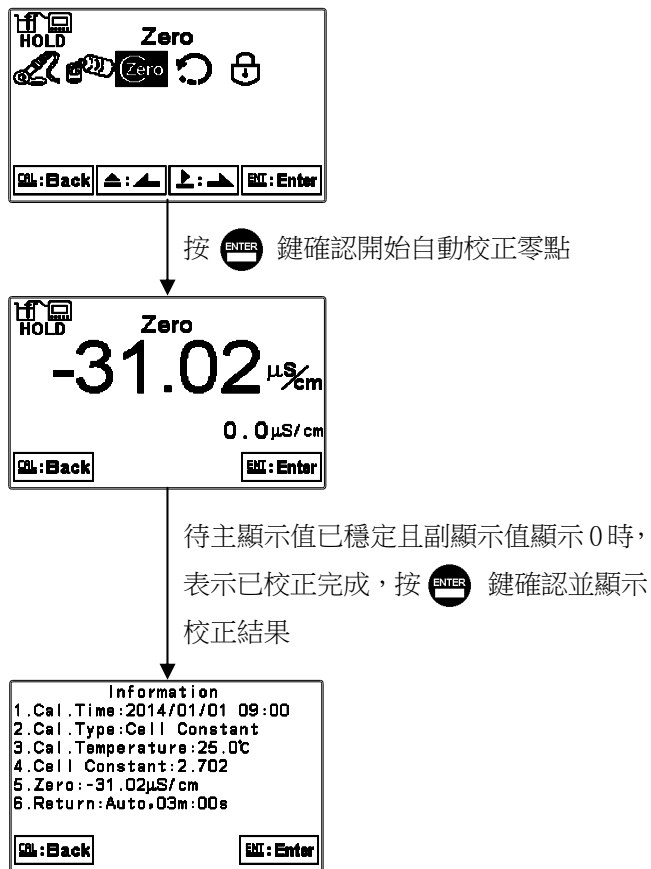 HOLD
Zero
Zero
CAL:Back
ENT:Enter
按 ENTER 鍵確認開始自動校正零點
HOLD
Zero
-31.02 μS/cm
0.0μS/cm
CAL:Back
ENT:Enter
待主顯示值已穩定且副顯示值顯示0時，
表示已校正完成，按 ENTER 鍵確認並顯示
校正結果
Information
1.Cal.Time:2014/01/01 09:00
2.Cal.Type:Cell Constant
3.Cal.Temperature:25.0℃
4.Cell Constant:2.702
5.Zero:-31.02μS/cm
6.Return:Auto,03m:00s
CAL:Back
ENT:Enter